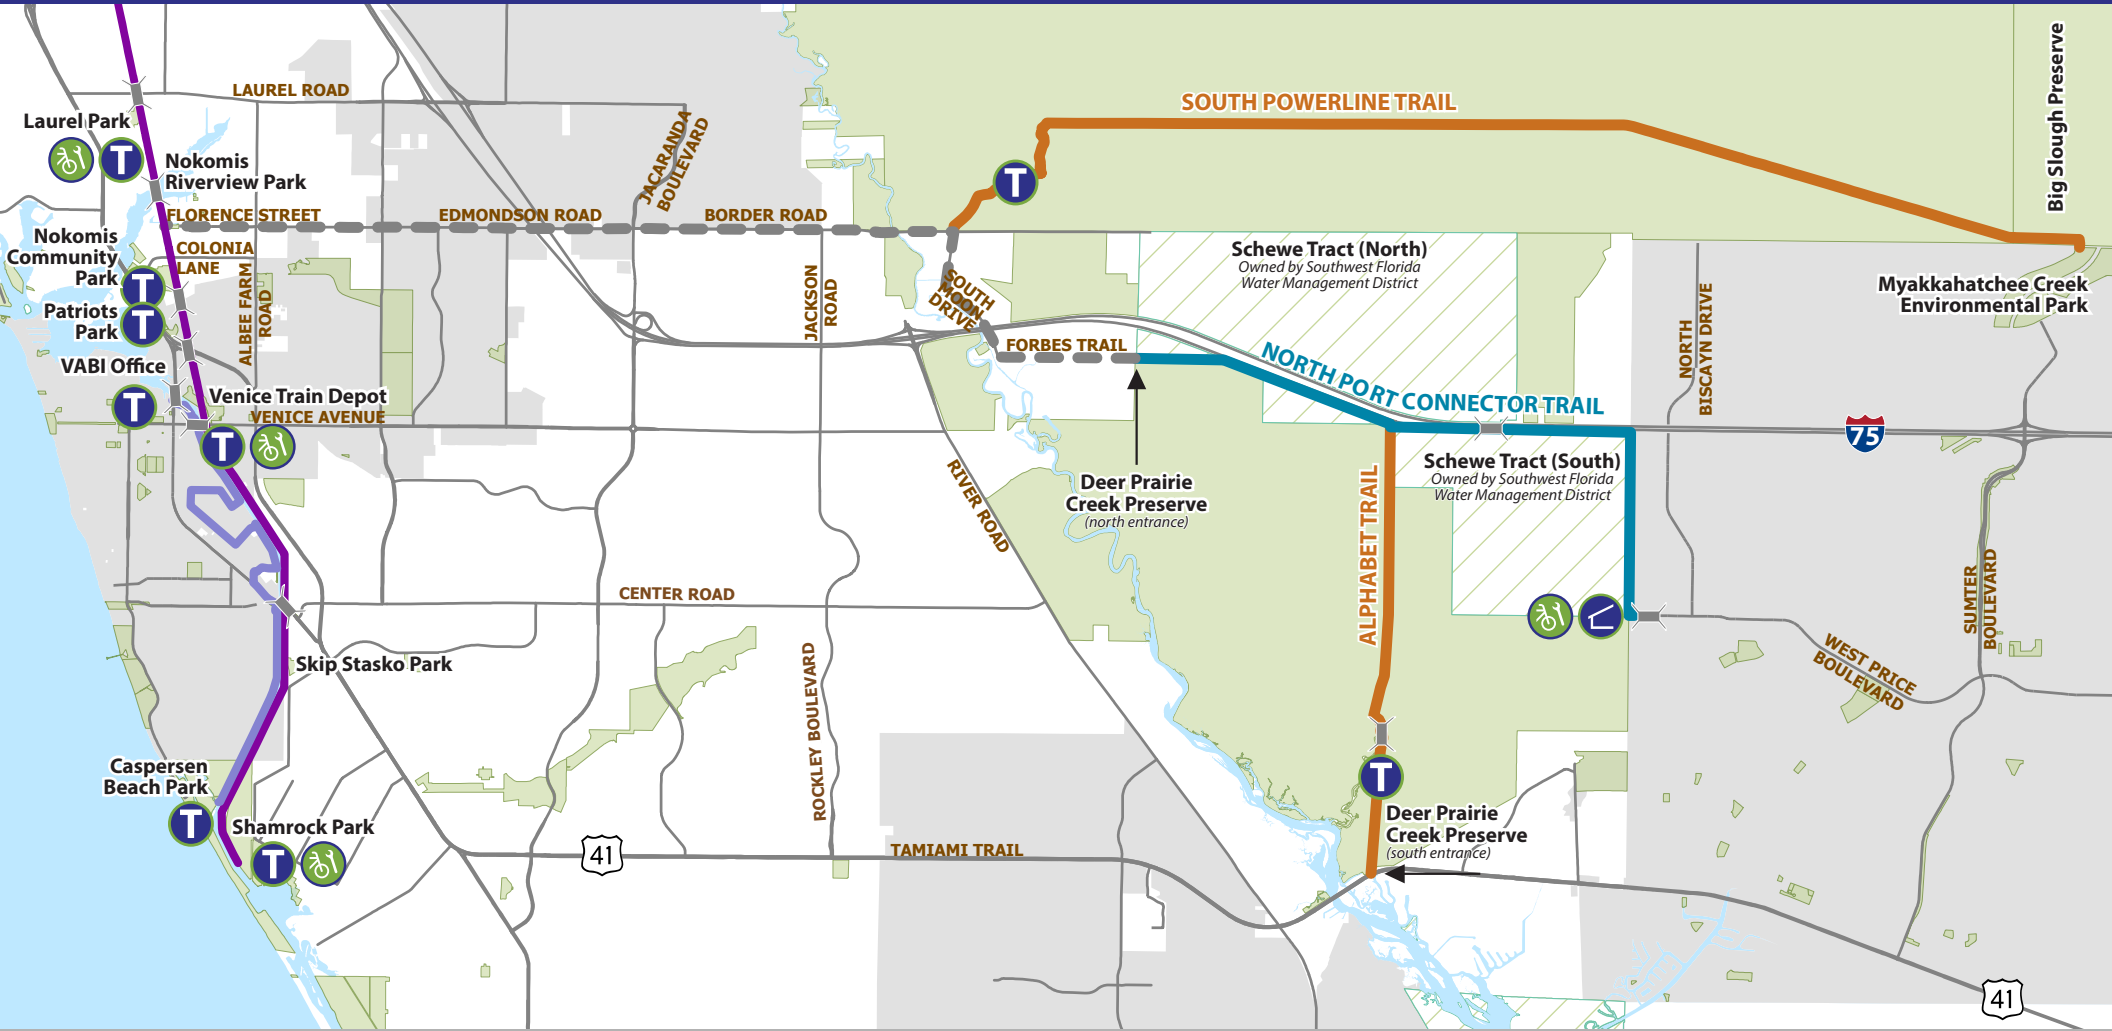 LAUREL ROAD
Laurel Park
T
Nokomis
Riverview Park
FLORENCE STREET
EDMONDSON ROAD
BORDER ROAD
JACARANDA
BOULEVARD
SOUTH POWERLINE TRAIL
T
Big Slough Preserve
Nokomis
Community
Park
T
COLONIA
LANE
Patriots
Park
T
ALBEE FARM
ROAD
JACKSON
ROAD
SOUTH
MOON
DRIVE
Schewe Tract (North)
Owned by Southwest Florida
Water Management District
Myakkahatchee Creek
Environmental Park
NORTH
BISCAYN DRIVE
VABI Office
T
Venice Train Depot
VENICE AVENUE
T
FORBES TRAIL
NORTH PORT CONNECTOR TRAIL
75
RIVER ROAD
Deer Prairie
Creek Preserve
(north entrance)
ALPHABET TRAIL
Schewe Tract (South)
Owned by Southwest Florida
Water Management District
SUMTER
BOULEVARD
CENTER ROAD
WEST PRICE
BOULEVARD
Skip Stasko Park
ROCKLEY BOULEVARD
Caspersen
Beach Park
T
Shamrock Park
T
41
TAMIAMI TRAIL
T
Deer Prairie
Creek Preserve
(south entrance)
41